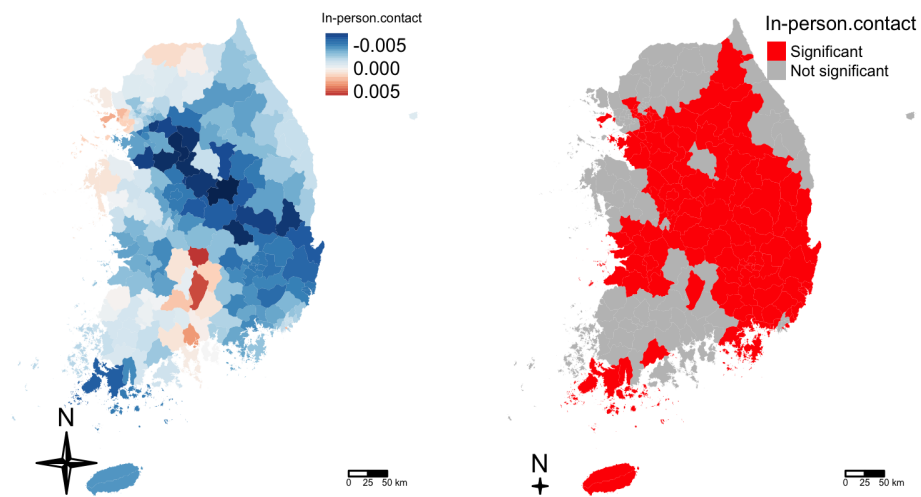 In-person.contact
-0.005
0.000
0.005
N
0 25 50 km
In-person.contact
Significant
Not significant
N
0 25 50 km